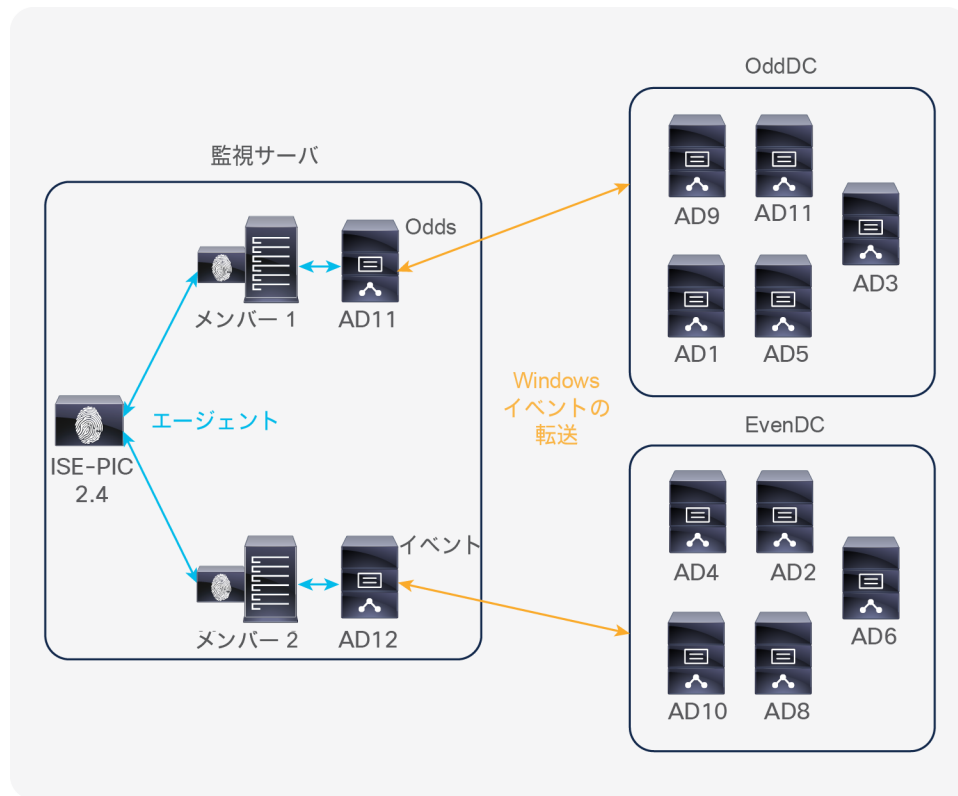 監視サーバ
Odds
メンバー 1
AD11
エージェント
ISE-PIC
2.4
イベント
メンバー 2
AD12
Windows
イベントの
転送
OddDC
AD9
AD11
AD3
AD1
AD5
EvenDC
AD4
AD2
AD6
AD10
AD8